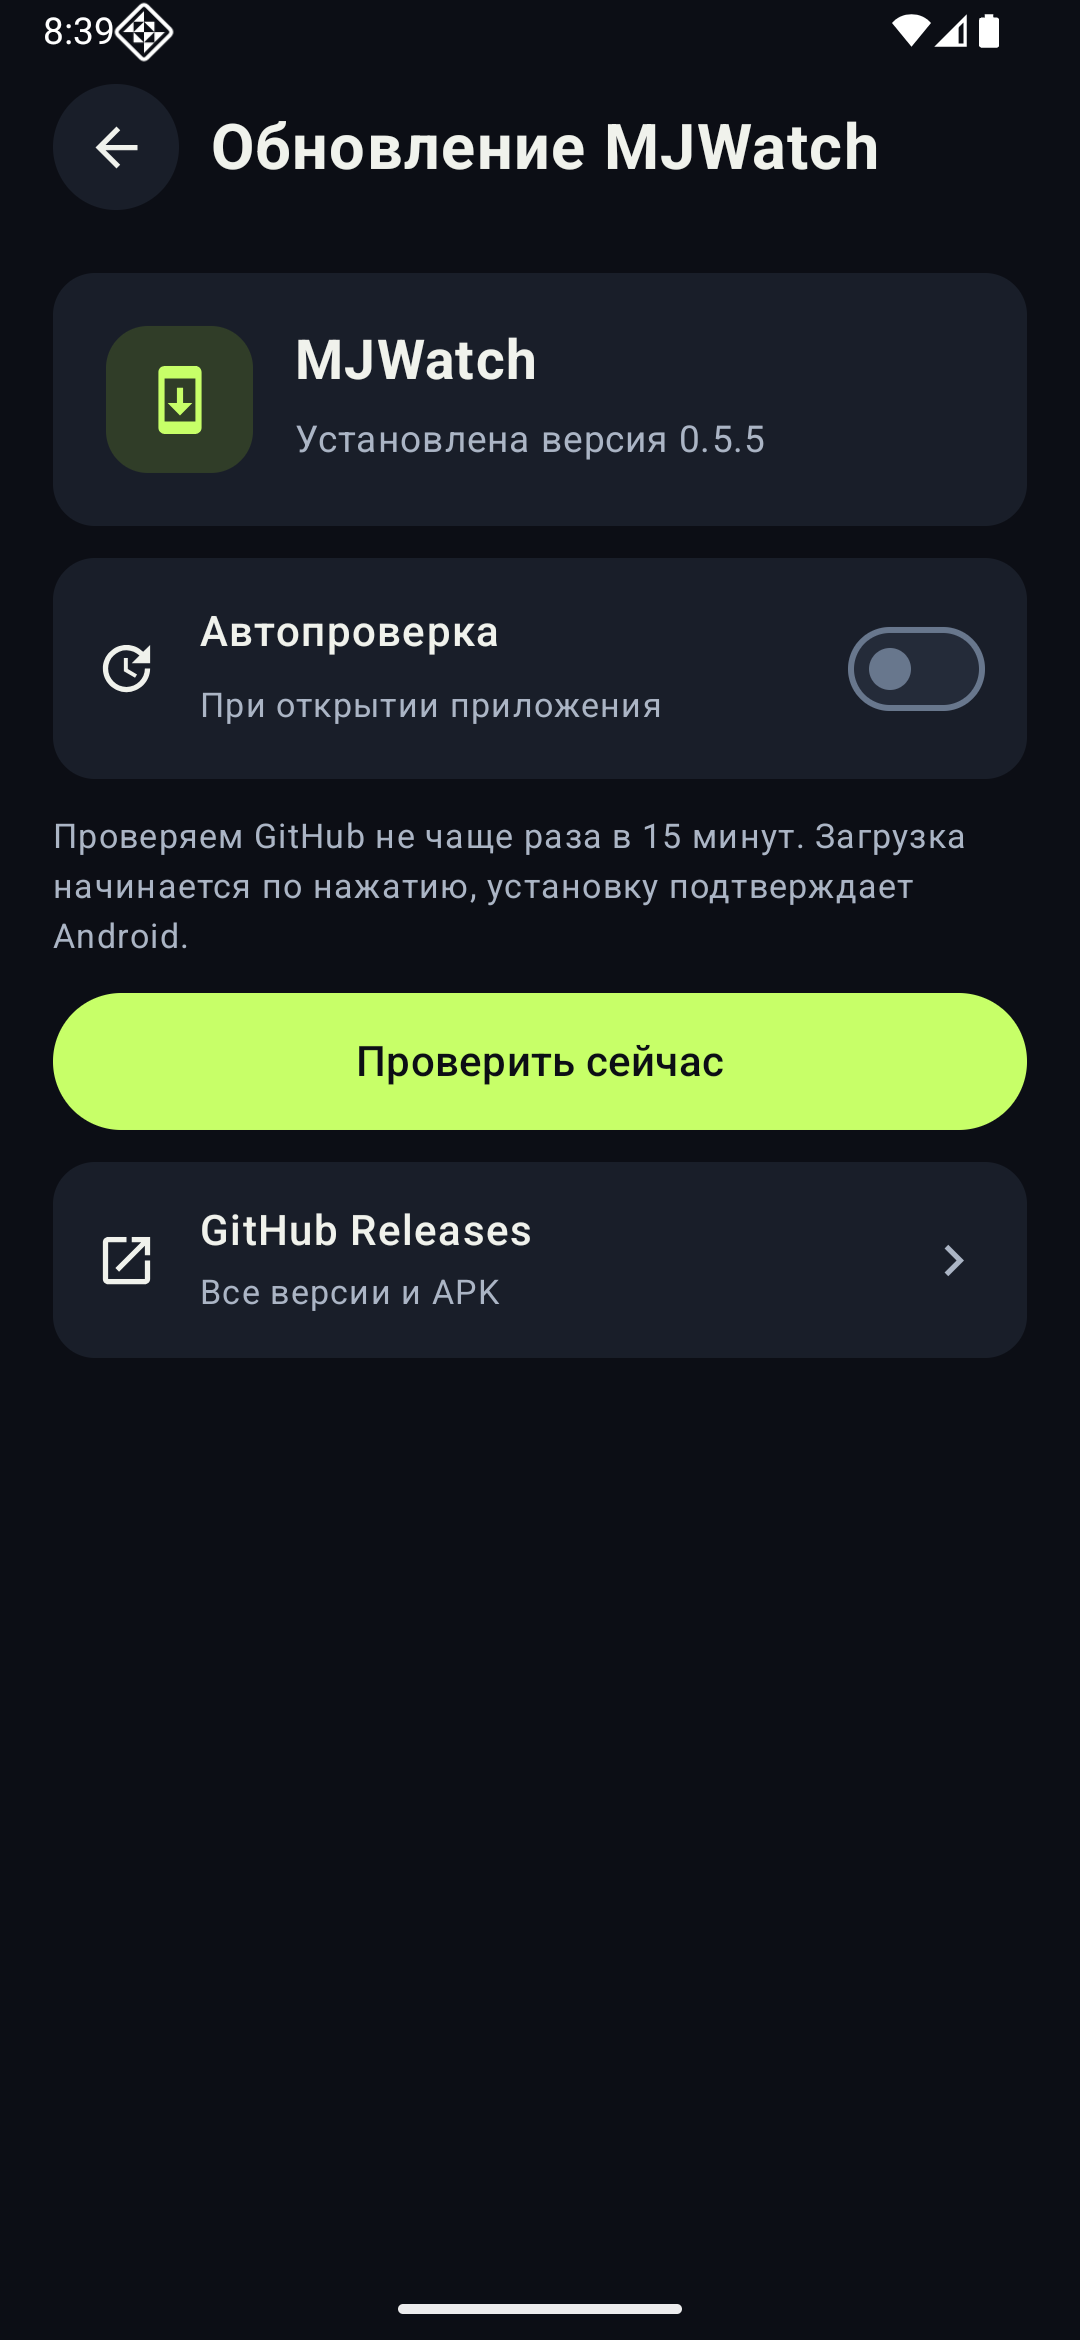 8:39
Обновление MJWatch
MJWatch
Установлена версия 0.5.5
Автопроверка
При открытии приложения
Проверяем GitHub не чаще раза в 15 минут. Загрузка
начинается по нажатию, установку подтверждает
Android.
Проверить сейчас
GitHub Releases
Все версии и APK